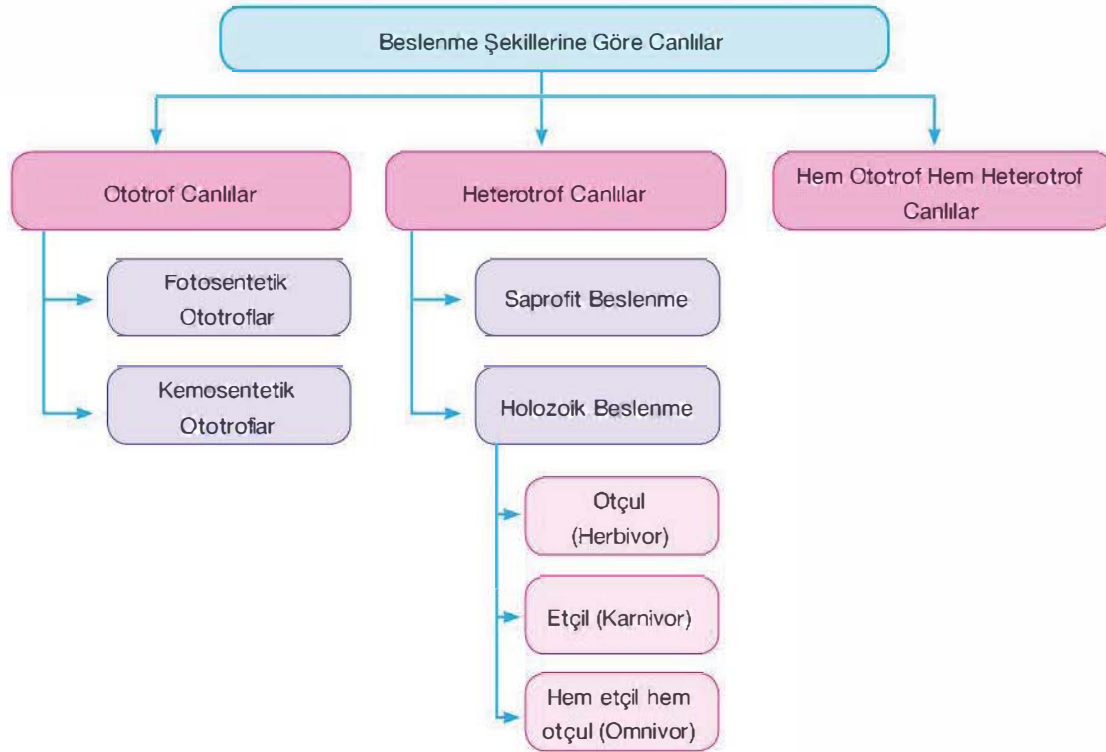 Beslenme Şekillerine Göre Canlılar
Ototrof Canlılar
Fotosentetik
Ototroflar
Kemosentetik
Ototroflar
Heterotrof Canlılar
Saprofit Beslenme
Holozoik Beslenme
Otçul
(Herbivor)
Etçil (Karnivor)
Hem etçil hem
otçul (Omnivor)
Hem Ototrof Hem Heterotrof
Canlılar